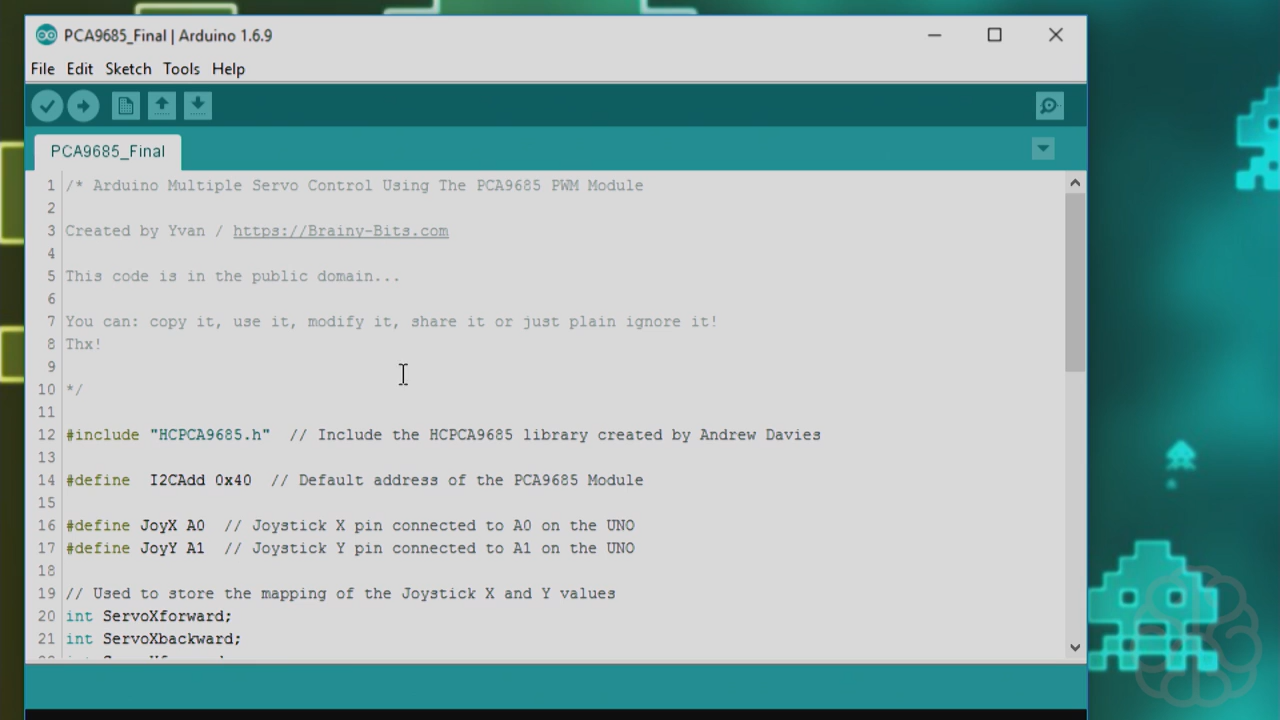 PCA9685_Final | Arduino 1.6.9
File Edit Sketch Tools Help
PCA9685_Final
1 /* Arduino Multiple Servo Control Using The PCA9685 PWM Module
2
3 Created by Yvan / https://Brainy-Bits.com
4
5 This code is in the public domain...
6
7 You can: copy it, use it, modify it, share it or just plain ignore it!
8 Thx!
9
10 */
11
12 #include "HCPCA9685.h" // Include the HCPCA9685 library created by Andrew Davies
13
14 #define I2CAdd 0x40 // Default address of the PCA9685 Module
15
16 #define JoyX A0 // Joystick X pin connected to A0 on the UNO
17 #define JoyY A1 // Joystick Y pin connected to A1 on the UNO
18
19 // Used to store the mapping of the Joystick X and Y values
20 int ServoXforward;
21 int ServoXbackward;